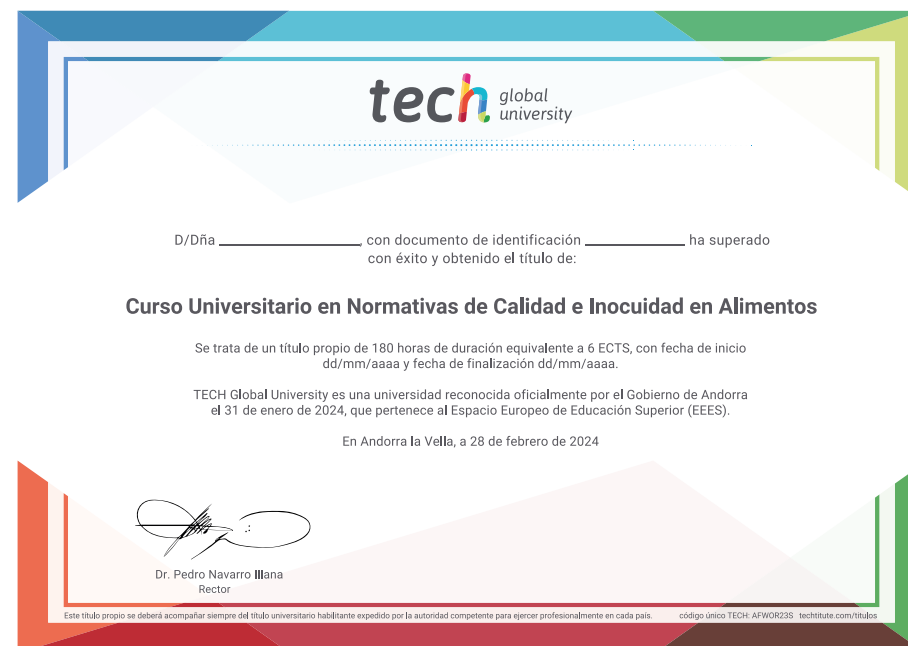 tech global university
D/Dña ______________, con documento de identificación __________ ha superado
con éxito y obtenido el título de:
Curso Universitario en Normativas de Calidad e Inocuidad en Alimentos
Se trata de un título propio de 180 horas de duración equivalente a 6 ECTS, con fecha de inicio
dd/mm/aaaa y fecha de finalización dd/mm/aaaa.
TECH Global University es una universidad reconocida oficialmente por el Gobierno de Andorra
el 31 de enero de 2024, que pertenece al Espacio Europeo de Educación Superior (EEES).
En Andorra la Vella, a 28 de febrero de 2024
Dr. Pedro Navarro Illana
Rector
Este título propio se deberá acompañar siempre del título universitario habilitante expedido por la autoridad competente para ejercer profesionalmente en cada país. código único TECH: AFWOR23S techtitute.com/titulos